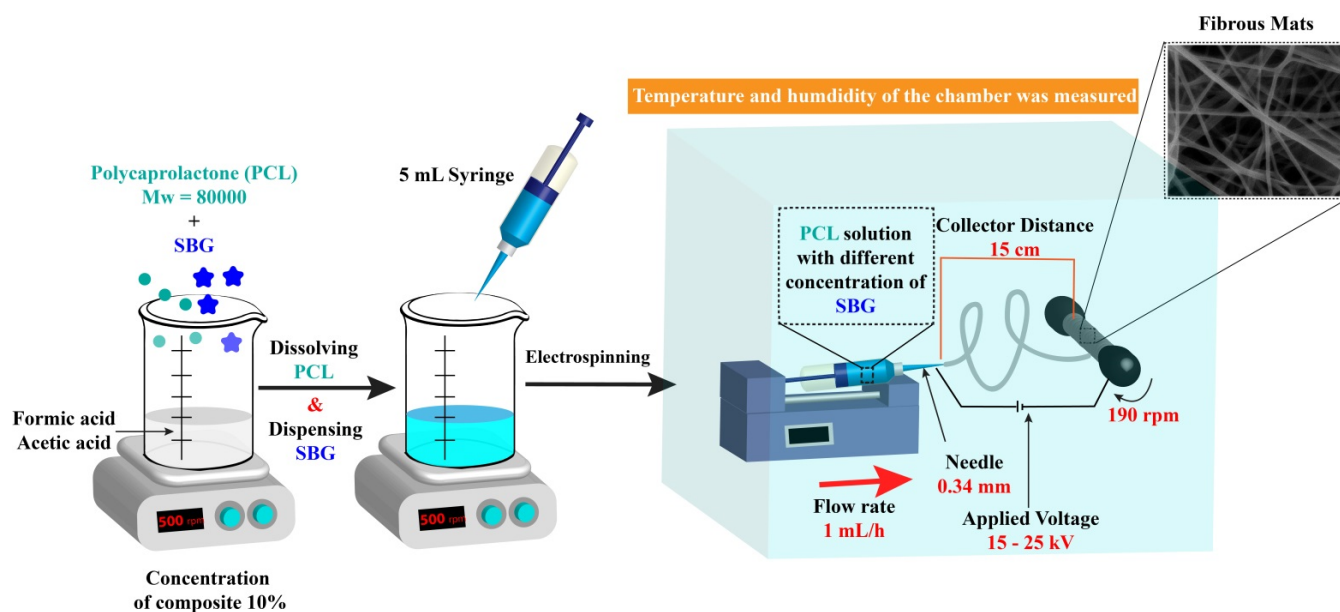 Fibrous Mats
Temperature and humdidity of the chamber was measured
Polycaprolactone (PCL)
Mw = 80000
+
SBG
5 mL Syringe
PCL solution
with different
concentration of
SBG
Collector Distance
15 cm
Dissolving
PCL
&
Dispensing
SBG
Electrospinning
Formic acid
Acetic acid
190 rpm
Needle
0.34 mm
Flow rate
1 mL/h
Applied Voltage
15 - 25 kV
500 rpm
500 rpm
Concentration
of composite 10%